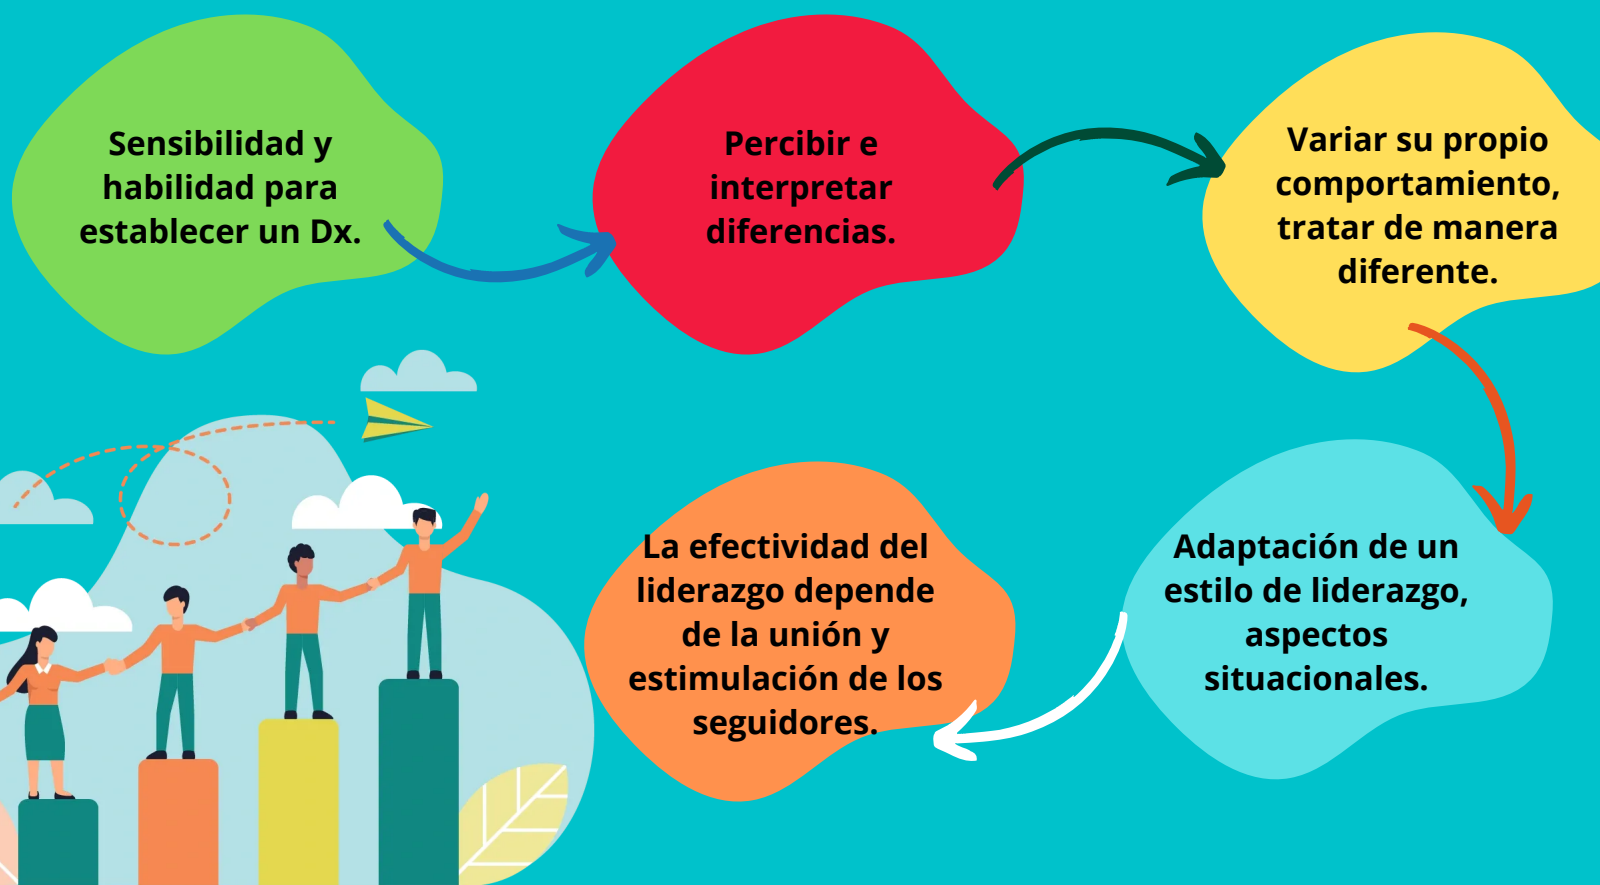 Sensibilidad y
habilidad para
establecer un Dx.
Percibir e
interpretar
diferencias.
Variar su propio
comportamiento,
tratar de manera
diferente.
Adaptación de un
estilo de liderazgo,
aspectos
situacionales.
La efectividad del
liderazgo depende
de la unión y
estimulación de los
seguidores.